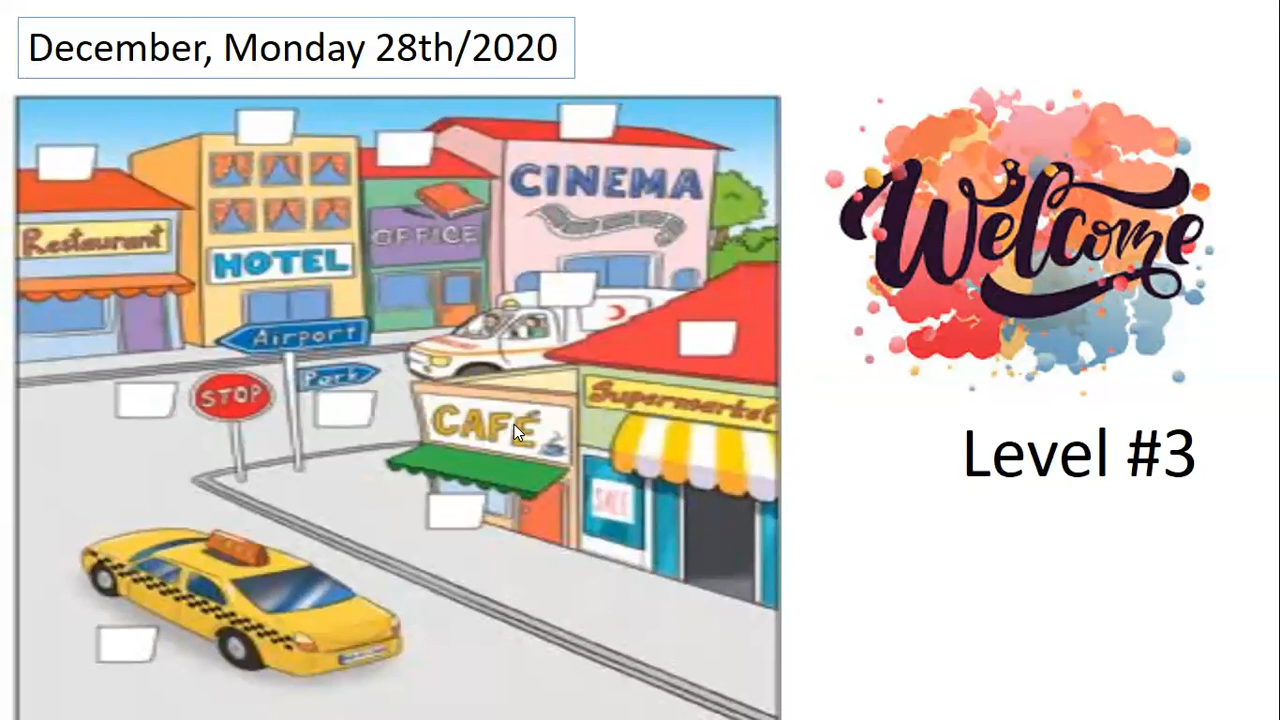 December, Monday 28th/2020
Restaurant
HOTEL
OFFICE
CINEMA
Airport
Park
STOP
CAFÉ
Supermarket
SALE
Welcome
Level #3